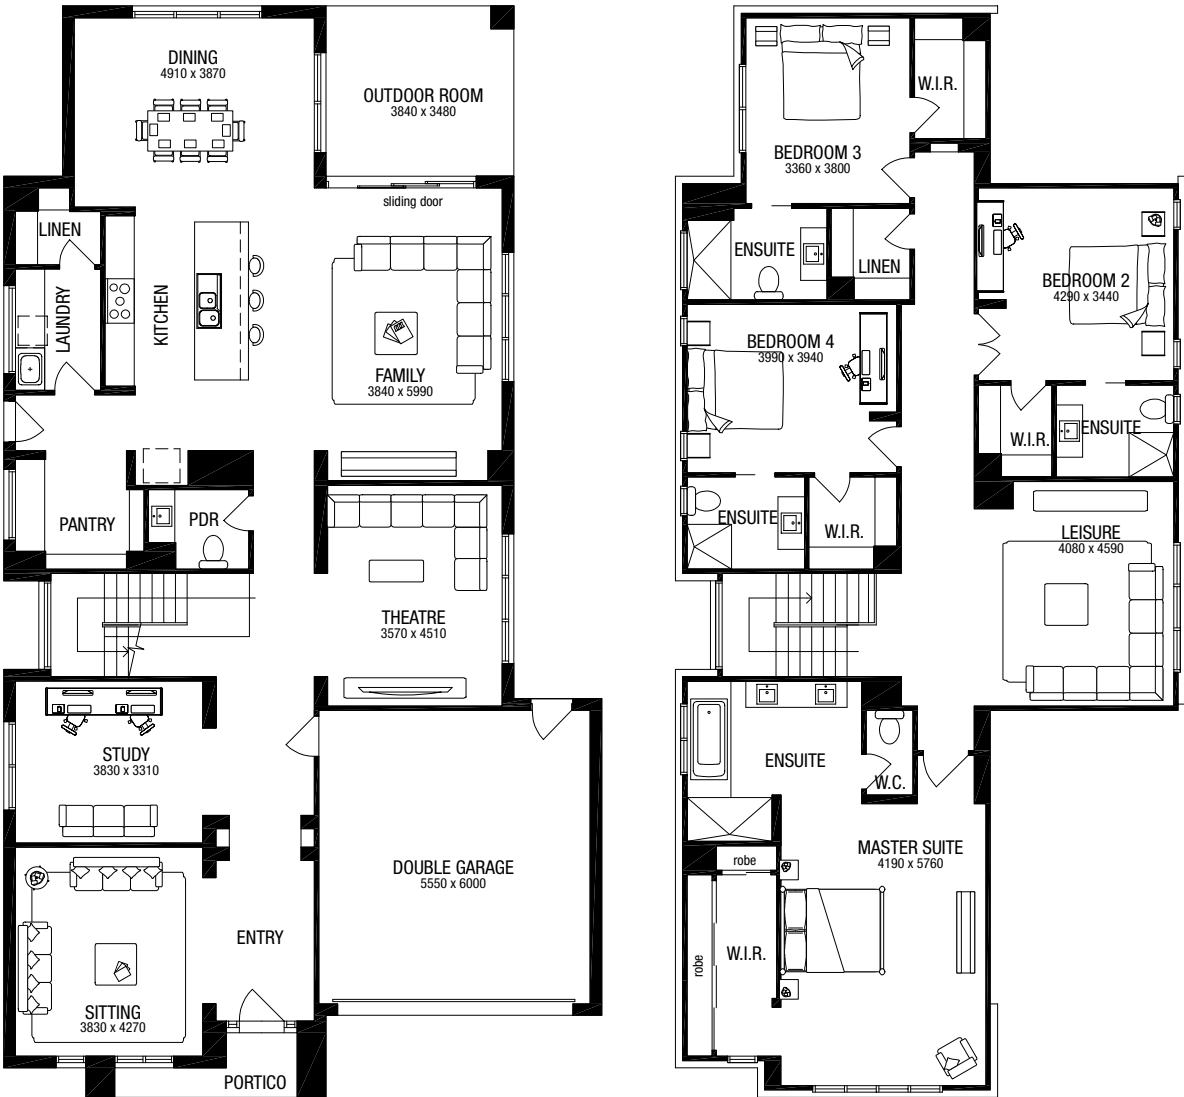 DINING
4910 x 3870
OUTDOOR ROOM
3840 x 3480
sliding door
LINEN
LAUNDRY
KITCHEN
FAMILY
3840 x 5990
PANTRY
PDR
THEATRE
3570 x 4510
STUDY
3830 x 3310
DOUBLE GARAGE
5550 x 6000
ENTRY
SITTING
3830 x 4270
PORTICO
W.I.R.
BEDROOM 3
3360 x 3800
ENSUITE
LINEN
BEDROOM 2
4290 x 3440
BEDROOM 4
3990 x 3940
W.I.R.
ENSUITE
ENSUITE
W.I.R.
LEISURE
4080 x 4590
ENSUITE
W.C.
MASTER SUITE
4190 x 5760
robe
W.I.R.
robe